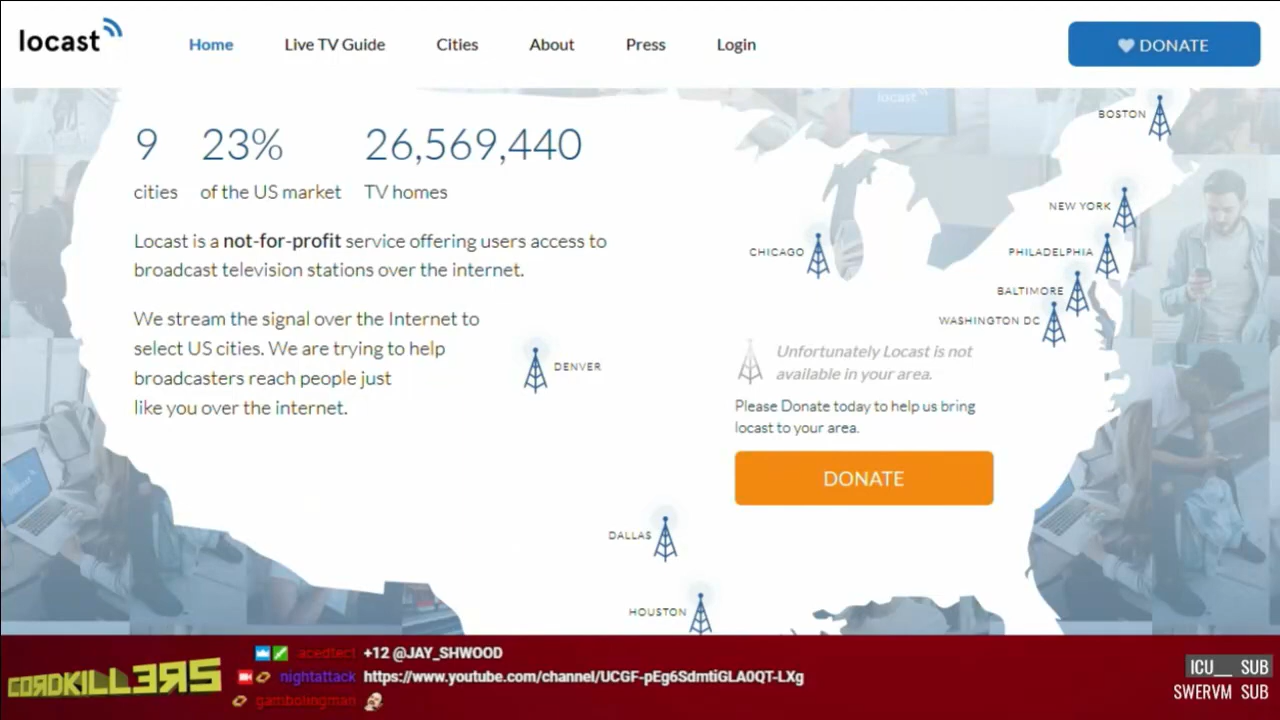 locast
Home Live TV Guide Cities About Press Login
DONATE
locast
9 23% 26,569,440
cities of the US market TV homes
Locast is a not-for-profit service offering users access to
broadcast television stations over the internet.
We stream the signal over the Internet to
select US cities. We are trying to help
broadcasters reach people just
like you over the internet.
BOSTON
NEW YORK
CHICAGO
PHILADELPHIA
BALTIMORE
WASHINGTON DC
DENVER
Unfortunately Locast is not
available in your area.
Please Donate today to help us bring
locast to your area.
DONATE
DALLAS
HOUSTON
CORDKILLERS
acedtect +12 @JAY_SHWOOD
nightattack https://www.youtube.com/channel/UCGF-pEg6SdmtiGLA0QT-LXg
gambolingman
ICU__ SUB
SWERVM SUB